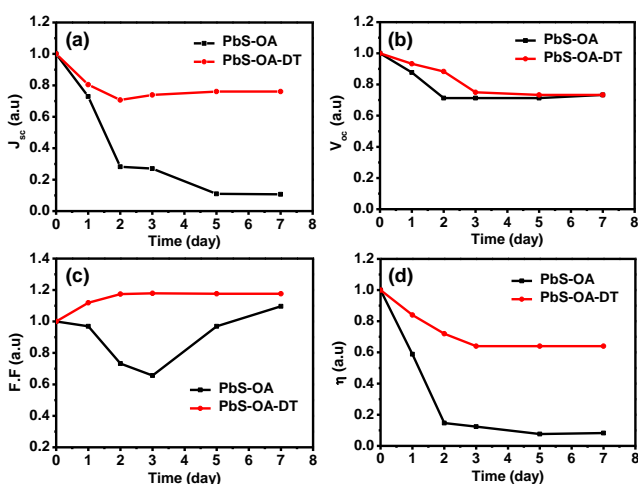 (a)
PbS-OA
PbS-OA-DT
J_sc (a.u)
1.2
1.0
0.8
0.6
0.4
0.2
0.0
0 1 2 3 4 5 6 7 8
Time (day)
(b)
PbS-OA
PbS-OA-DT
V_oc (a.u)
1.2
1.0
0.8
0.6
0.4
0.2
0.0
0 1 2 3 4 5 6 7 8
Time (day)
(c)
PbS-OA
PbS-OA-DT
F.F (a.u)
1.4
1.2
1.0
0.8
0.6
0.4
0.2
0 1 2 3 4 5 6 7 8
Time (day)
(d)
PbS-OA
PbS-OA-DT
η (a.u)
1.2
1.0
0.8
0.6
0.4
0.2
0.0
0 1 2 3 4 5 6 7 8
Time (day)